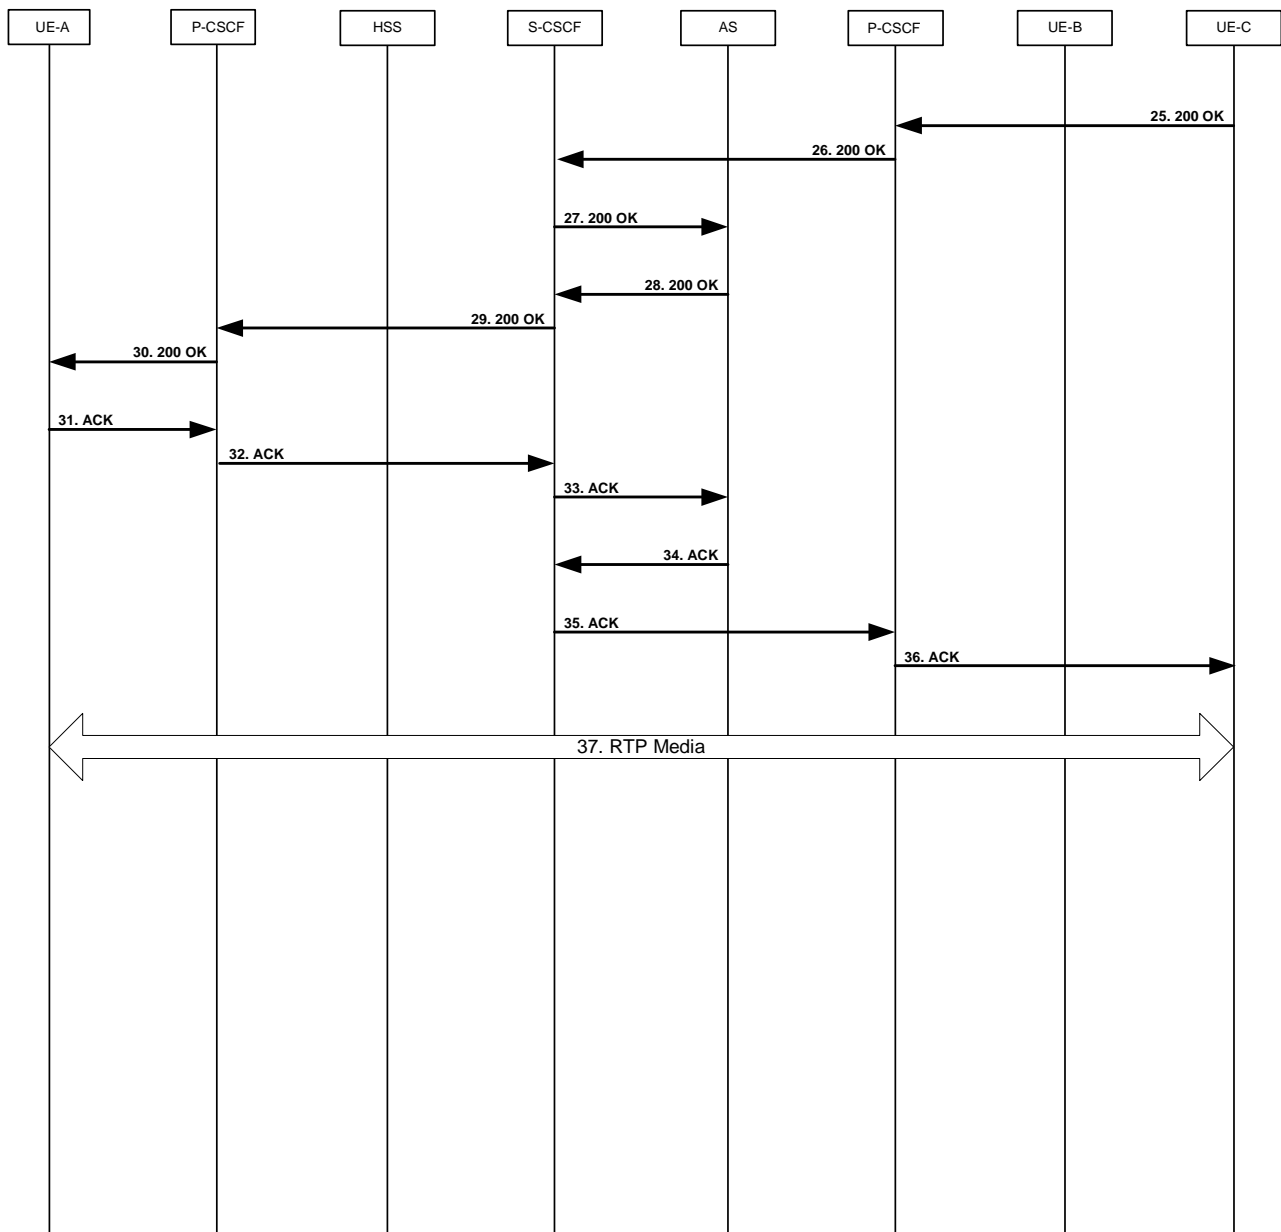 UE-A P-CSCF HSS S-CSCF AS P-CSCF UE-B UE-C
25. 200 OK
26. 200 OK
27. 200 OK
28. 200 OK
29. 200 OK
30. 200 OK
31. ACK
32. ACK
33. ACK
34. ACK
35. ACK
36. ACK
37. RTP Media